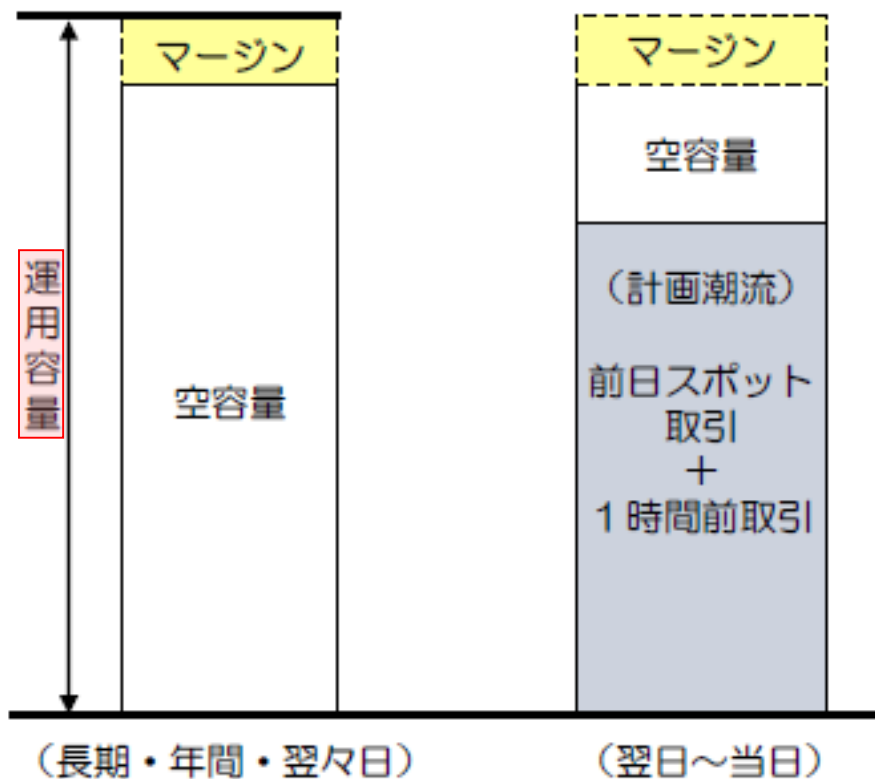 マージン
マージン
空容量
運用容量
（計画潮流）
空容量
前日スポット
取引
＋
１時間前取引
（長期・年間・翌々日）
（翌日～当日）